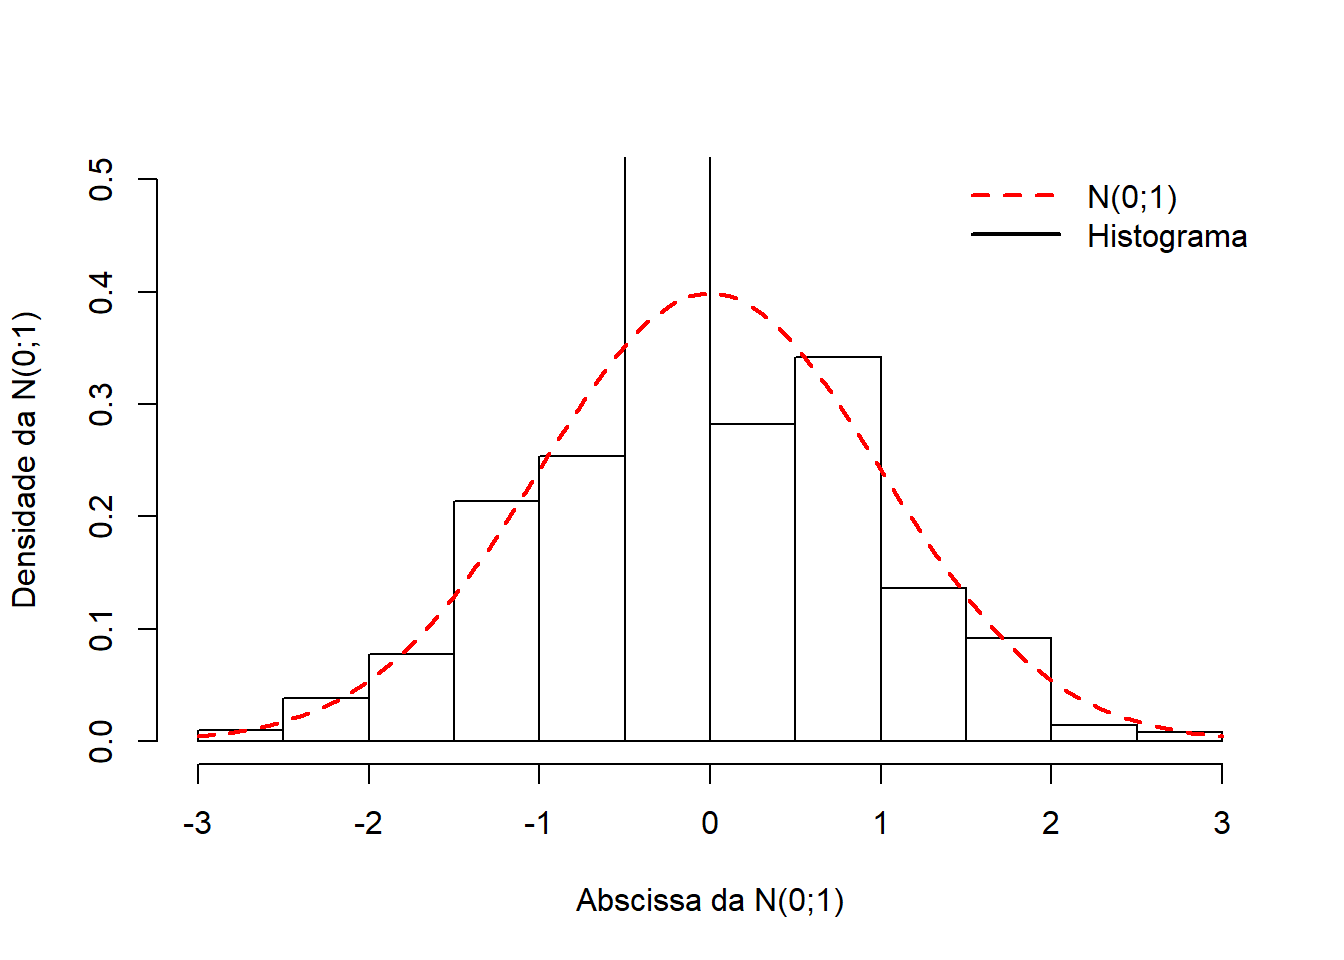 N(0;1)
Histograma
Densidade da N(0;1)
0.5
0.4
0.3
0.2
0.1
0.0
-3 -2 -1 0 1 2 3
Abscissa da N(0;1)